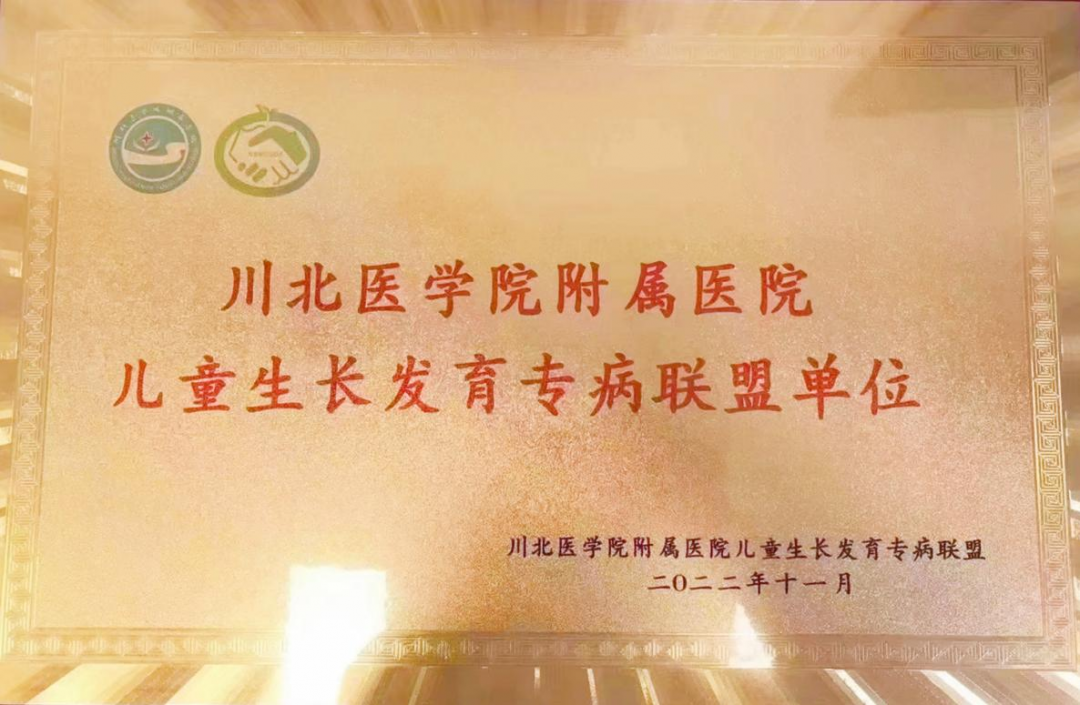 川北医学院附属医院
儿童生长发育专病联盟单位
川北医学院附属医院儿童生长发育专病联盟
二〇二二年十一月